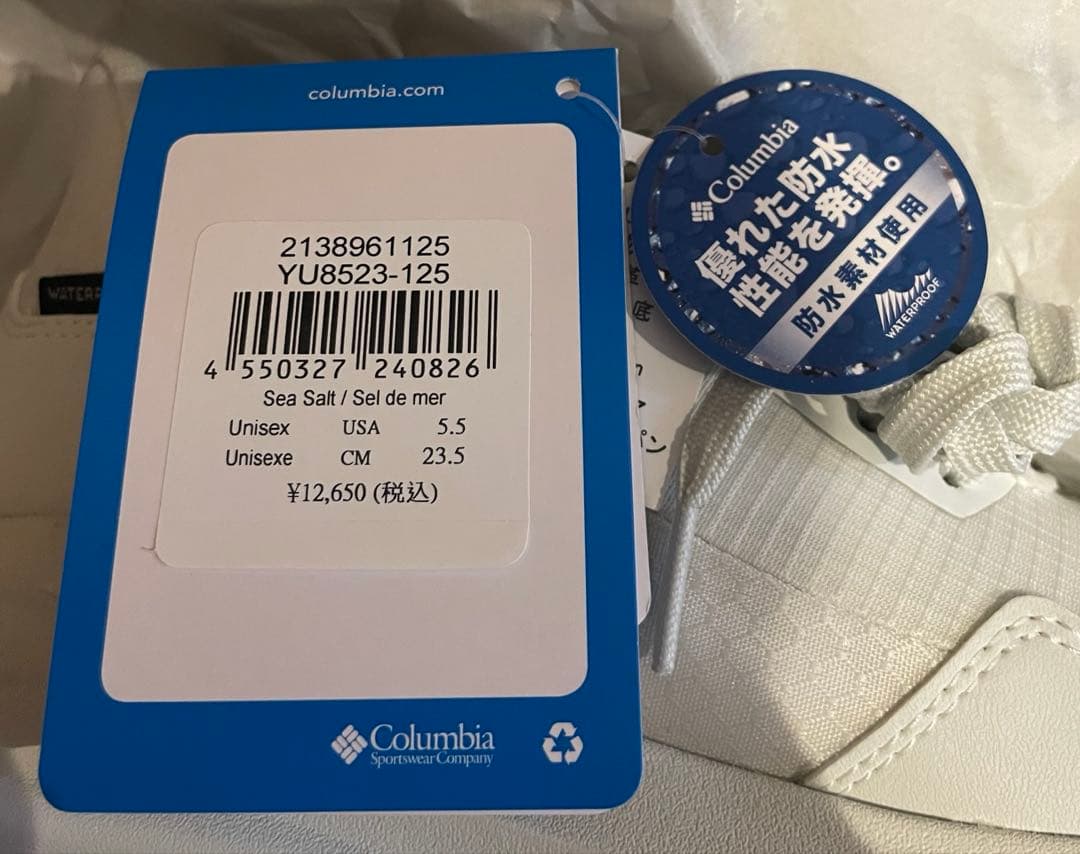 columbia.com
2138961125
YU8523-125
4 550327 240826
Sea Salt / Sel de mer
Unisex USA 5.5
Unisexe CM 23.5
¥12,650 (税込)
Columbia
Sportswear Company
Columbia
優れた防水
性能を発揮。
防水素材使用
WATERPROOF